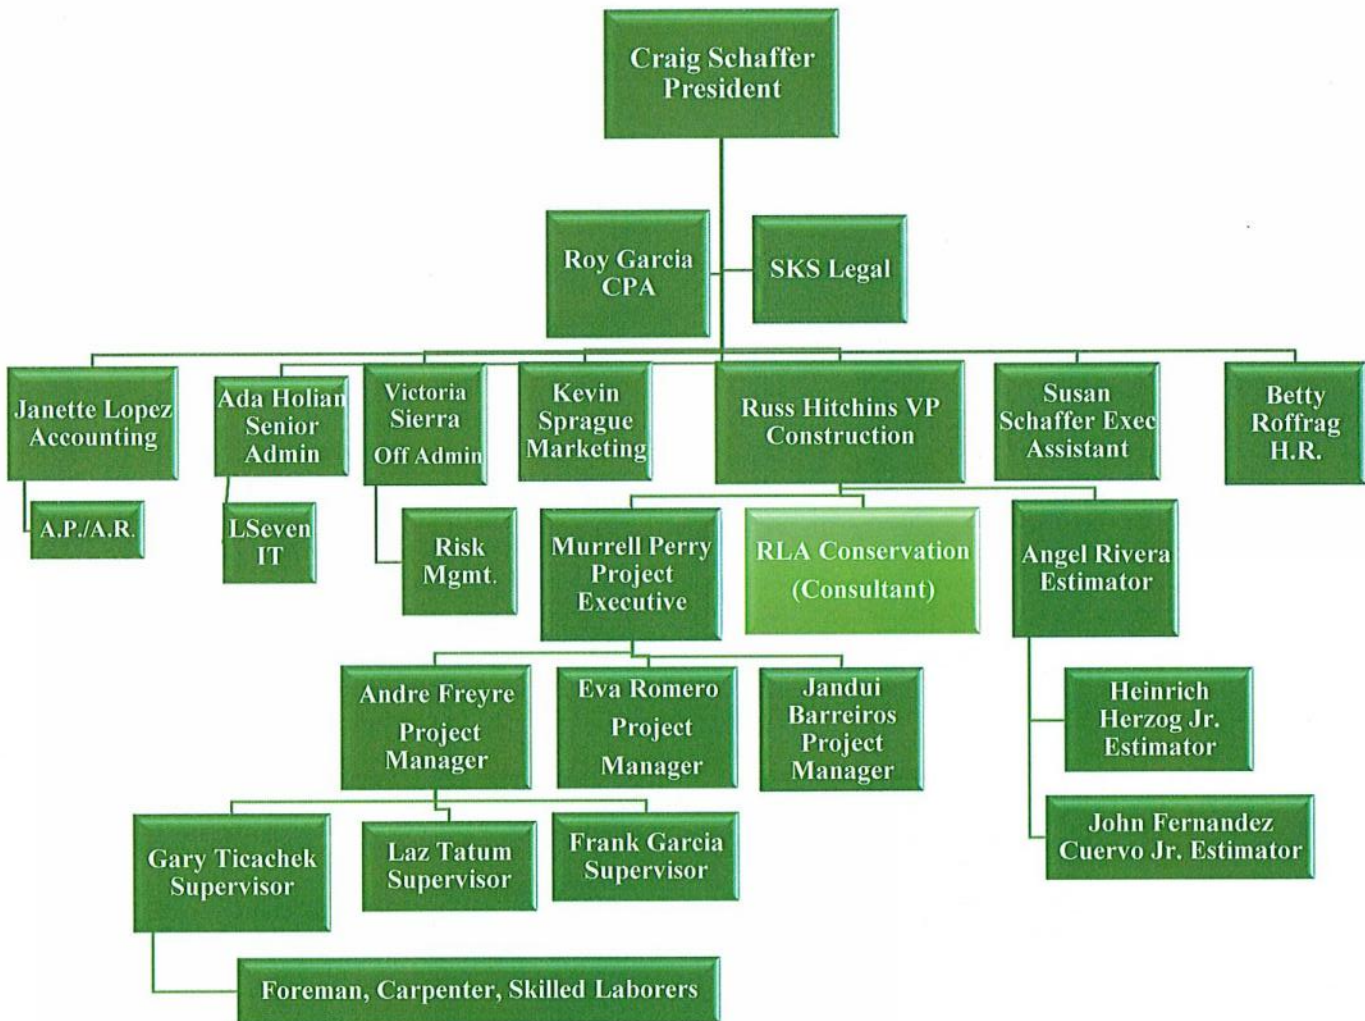 Craig Schaffer
President
Roy Garcia
CPA
SKS Legal
Janette Lopez
Accounting
Ada Holian
Senior
Admin
Victoria
Sierra
Off Admin
Kevin
Sprague
Marketing
Russ Hitchins VP
Construction
Susan
Schaffer Exec
Assistant
Betty
Roffrag
H.R.
A.P./A.R.
LSeven
IT
Risk
Mgmt.
Murrell Perry
Project
Executive
RLA Conservation
(Consultant)
Angel Rivera
Estimator
Andre Freyre
Project
Manager
Eva Romero
Project
Manager
Jandui
Barreiros
Project
Manager
Heinrich
Herzog Jr.
Estimator
John Fernandez
Cuervo Jr. Estimator
Gary Ticachek
Supervisor
Laz Tatum
Supervisor
Frank Garcia
Supervisor
Foreman, Carpenter, Skilled Laborers